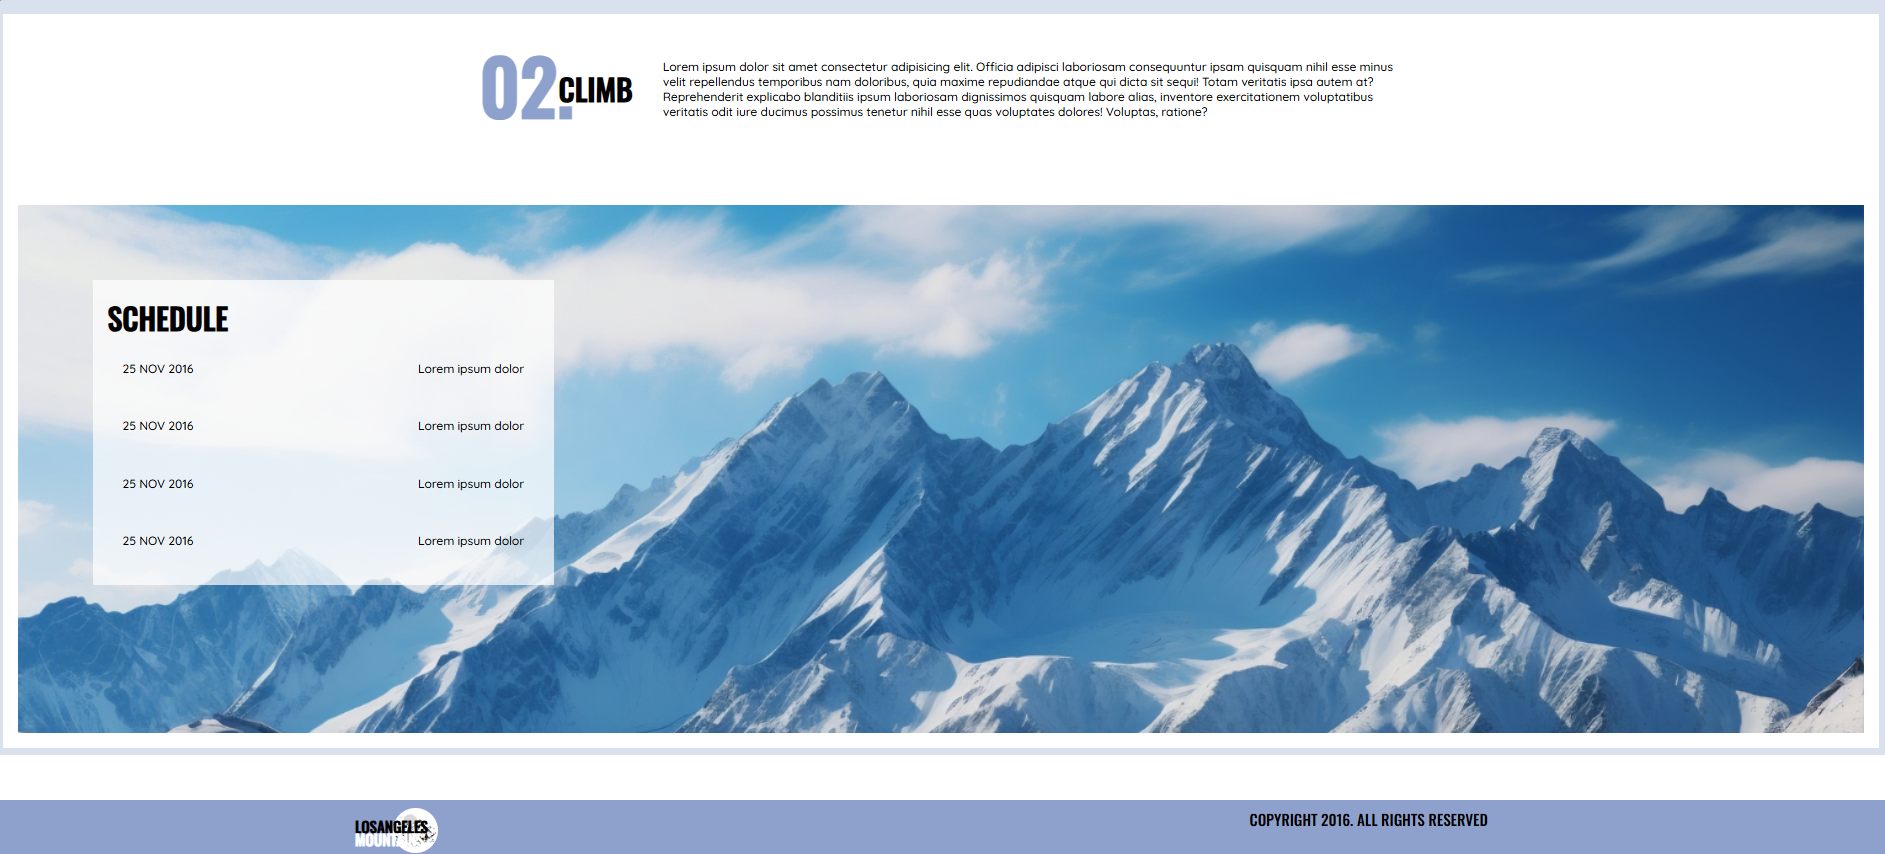 02.CLIMB
Lorem ipsum dolor sit amet consectetur adipisicing elit. Officia adipisci laboriosam consequuntur ipsam quisquam nihil esse minus
velit repellendus temporibus nam doloribus, quia maxime repudiandae atque qui dicta sit sequi! Totam veritatis ipsa autem at?
Reprehenderit explicabo blanditiis ipsum laboriosam dignissimos quisquam labore alias, inventore exercitationem voluptatibus
veritatis odit iure ducimus possimus tenetur nihil esse quas voluptates dolores! Voluptas, ratione?
SCHEDULE
25 NOV 2016 Lorem ipsum dolor
25 NOV 2016 Lorem ipsum dolor
25 NOV 2016 Lorem ipsum dolor
25 NOV 2016 Lorem ipsum dolor
LOSANGELES
COPYRIGHT 2016. ALL RIGHTS RESERVED